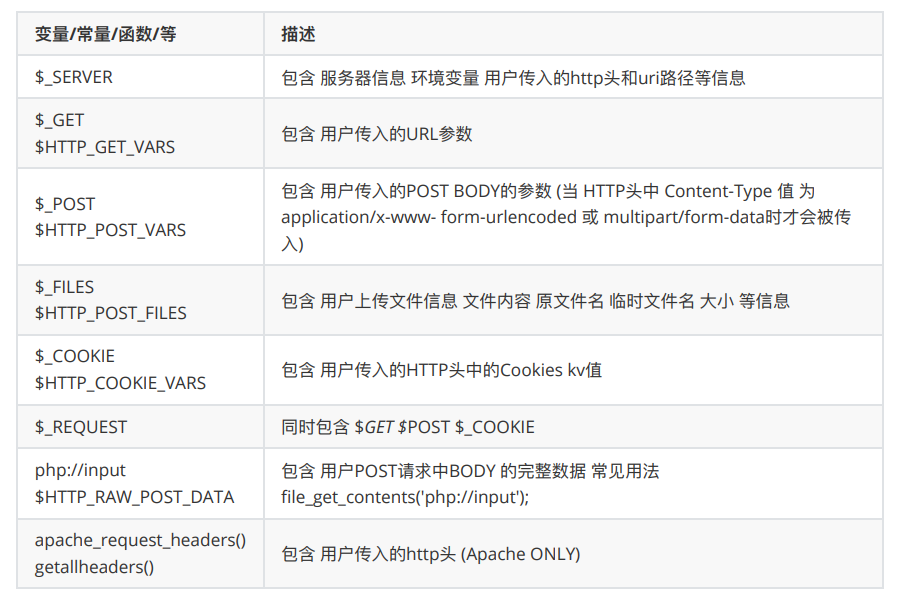 变量/常量/函数/等
描述
$_SERVER
包含 服务器信息 环境变量 用户传入的http头和uri路径等信息
$_GET
$HTTP_GET_VARS
包含 用户传入的URL参数
$_POST
$HTTP_POST_VARS
包含 用户传入的POST BODY的参数 (当 HTTP头中 Content-Type 值 为
application/x-www- form-urlencoded 或 multipart/form-data时才会被传
入)
$_FILES
$HTTP_POST_FILES
包含 用户上传文件信息 文件内容 原文件名 临时文件名 大小 等信息
$_COOKIE
$HTTP_COOKIE_VARS
包含 用户传入的HTTP头中的Cookies kv值
$_REQUEST
同时包含 $GET $POST $_COOKIE
php://input
$HTTP_RAW_POST_DATA
包含 用户POST请求中BODY 的完整数据 常见用法
file_get_contents('php://input');
apache_request_headers()
getallheaders()
包含 用户传入的http头 (Apache ONLY)